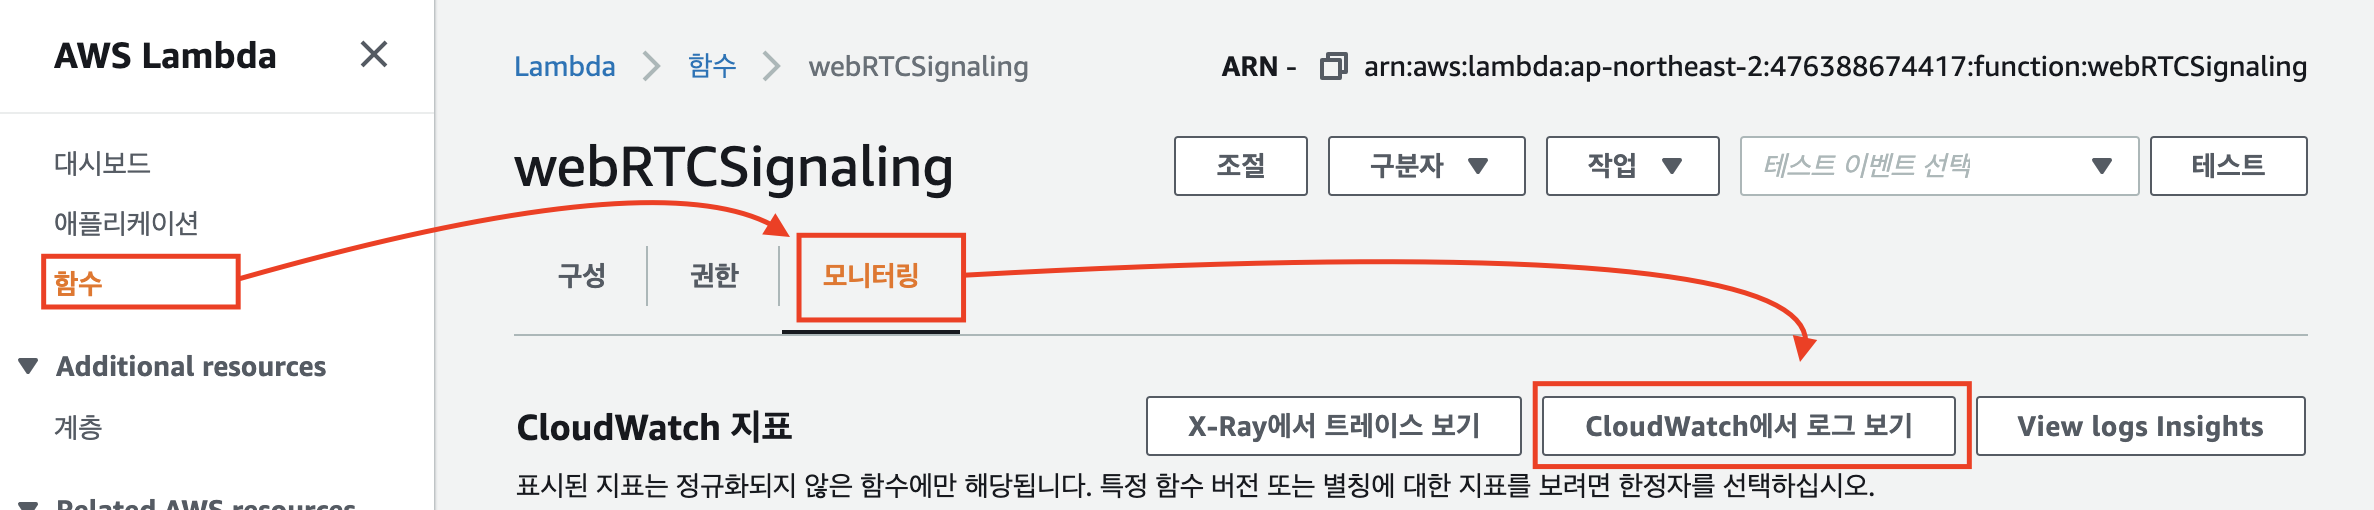 AWS Lambda
대시보드
애플리케이션
함수
Additional resources
계층
Related AWS resources
Lambda 함수 webRTCSignaling
ARN - arn:aws:lambda:ap-northeast-2:476388674417:function:webRTCSignaling
webRTCSignaling
조절 구분자 작업 테스트 이벤트 선택 테스트
구성 권한 모니터링
CloudWatch 지표
X-Ray에서 트레이스 보기 CloudWatch에서 로그 보기 View logs Insights
표시된 지표는 정규화되지 않은 함수에만 해당됩니다. 특정 함수 버전 또는 별칭에 대한 지표를 보려면 한정자를 선택하십시오.